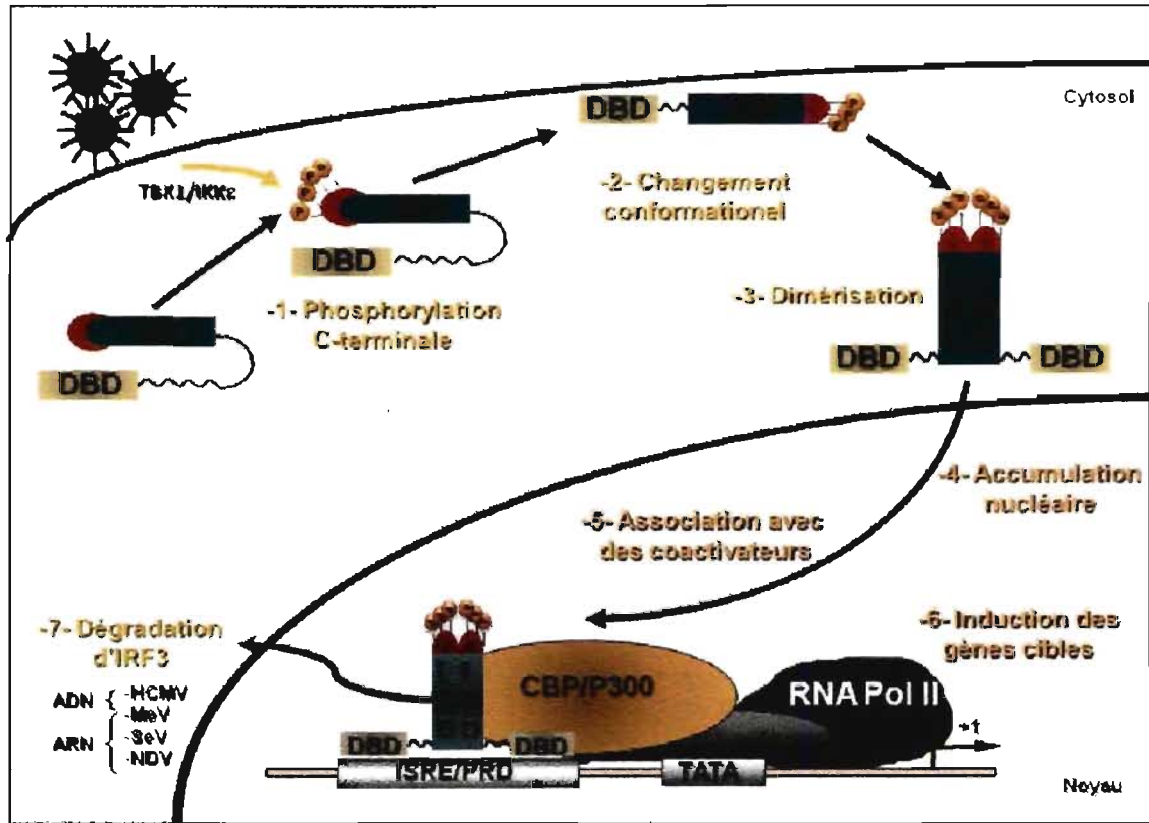 Cytosol
TBK1/IKKε
DBD
-1- Phosphorylation
C-terminale
DBD
DBD
-2- Changement
conformationel
-3- Dimérisation
DBD
DBD
-4- Accumulation
nucléaire
-5- Association avec
des coactivateurs
-6- Induction des
gènes cibles
-7- Dégradation
d'IRF3
ADN { -HCMV
ARN { -MeV
-SeV
-NDV
CBP/P300
RNA Pol II
+1
DBD
DBD
ISRE/PRD
TATA
Noyau